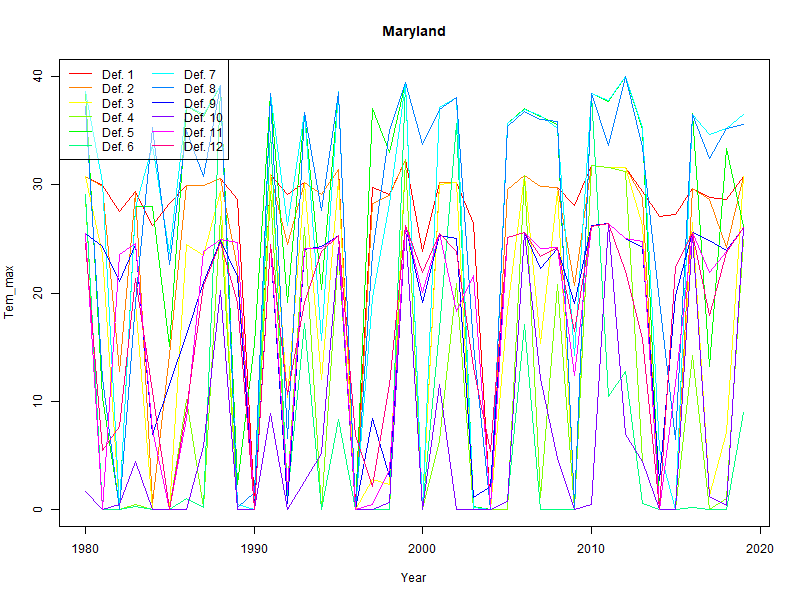 Maryland
Def. 1 Def. 7
Def. 2 Def. 8
Def. 3 Def. 9
Def. 4 Def. 10
Def. 5 Def. 11
Def. 6 Def. 12
40
30
20
10
0
Tem_max
1980 1990 2000 2010 2020
Year